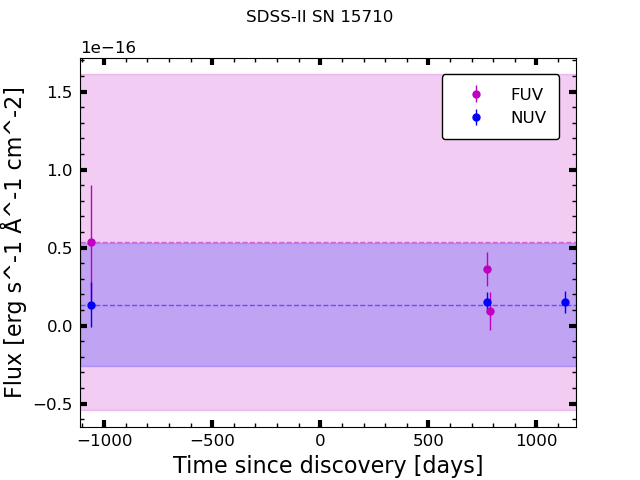 SDSS-II SN 15710
1e−16
FUV
NUV
1.5
1.0
0.5
0.0
−0.5
−1000
−500
0
500
1000
Flux [erg s^-1 Å^-1 cm^-2]
Time since discovery [days]